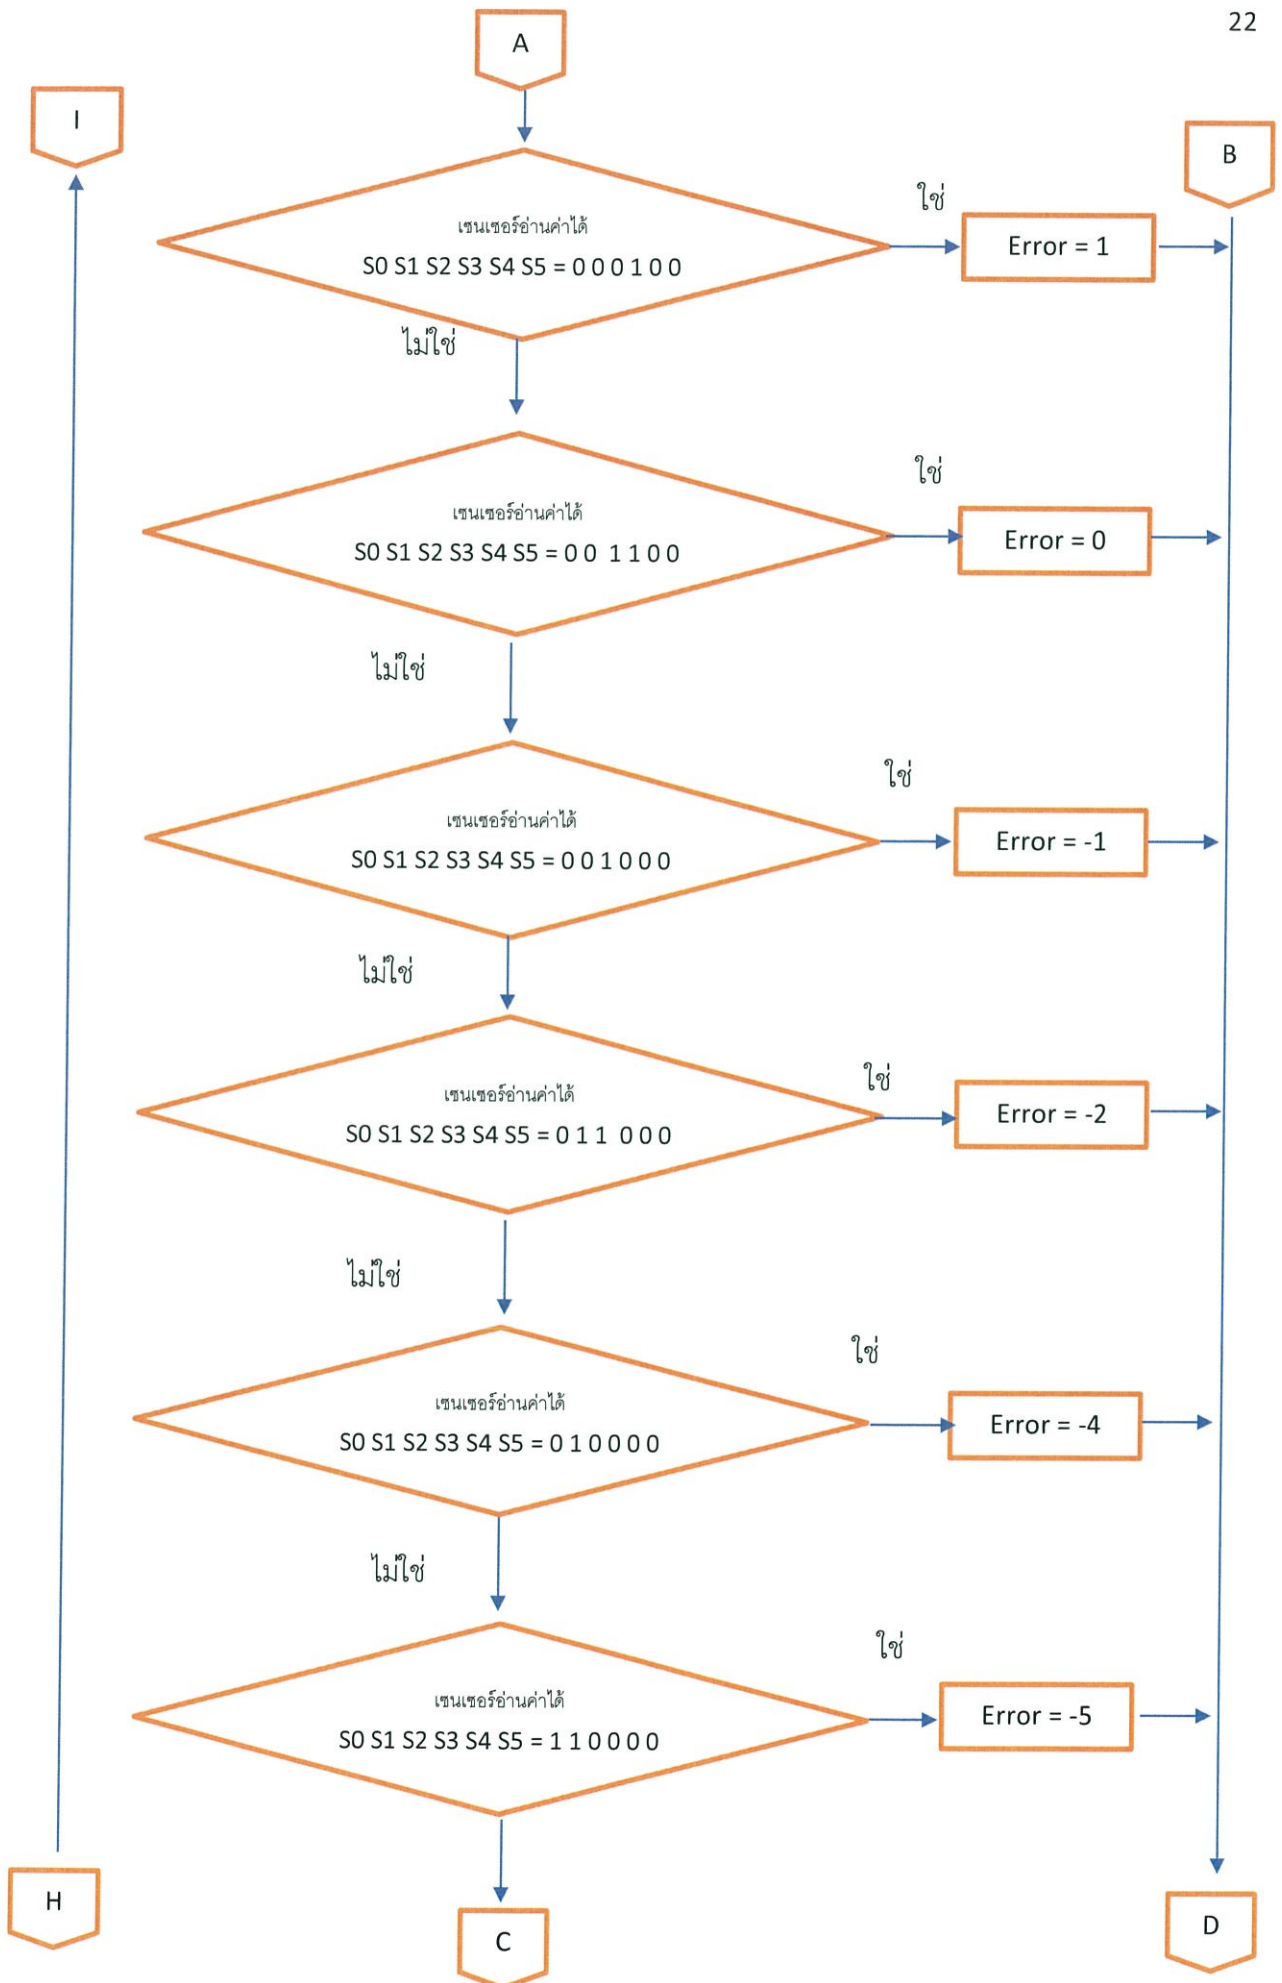 22
A
I
B
เซนเซอร์อ่านค่าได้
S0 S1 S2 S3 S4 S5 = 0 0 0 1 0 0
ใช่
Error = 1
ไม่ใช่
เซนเซอร์อ่านค่าได้
S0 S1 S2 S3 S4 S5 = 0 0 1 1 0 0
ใช่
Error = 0
ไม่ใช่
เซนเซอร์อ่านค่าได้
S0 S1 S2 S3 S4 S5 = 0 0 1 0 0 0
ใช่
Error = -1
ไม่ใช่
เซนเซอร์อ่านค่าได้
S0 S1 S2 S3 S4 S5 = 0 1 1 0 0 0
ใช่
Error = -2
ไม่ใช่
เซนเซอร์อ่านค่าได้
S0 S1 S2 S3 S4 S5 = 0 1 0 0 0 0
ใช่
Error = -4
ไม่ใช่
เซนเซอร์อ่านค่าได้
S0 S1 S2 S3 S4 S5 = 1 1 0 0 0 0
ใช่
Error = -5
H
C
D